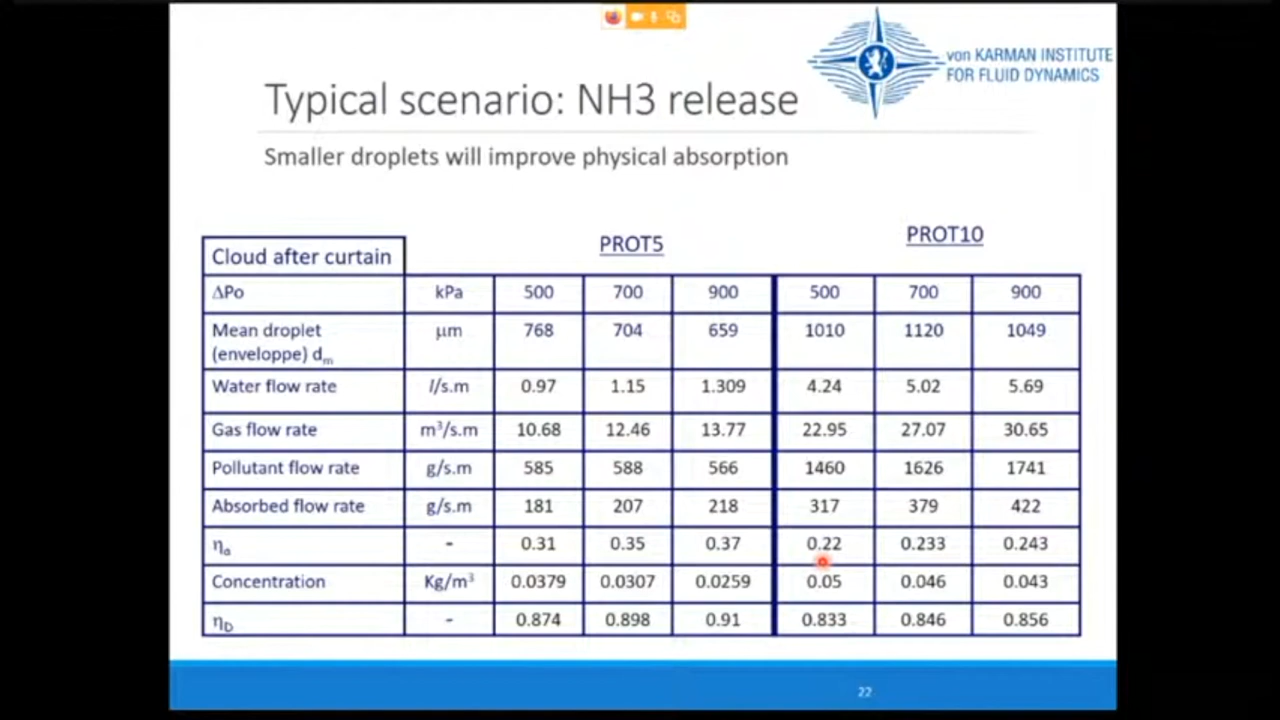 von KARMAN INSTITUTE
FOR FLUID DYNAMICS
Typical scenario: NH3 release
Smaller droplets will improve physical absorption
PROT5 PROT10
Cloud after curtain
ΔPo kPa 500 700 900 500 700 900
Mean droplet (enveloppe) dm μm 768 704 659 1010 1120 1049
Water flow rate l/s.m 0.97 1.15 1.309 4.24 5.02 5.69
Gas flow rate m³/s.m 10.68 12.46 13.77 22.95 27.07 30.65
Pollutant flow rate g/s.m 585 588 566 1460 1626 1741
Absorbed flow rate g/s.m 181 207 218 317 379 422
ηa - 0.31 0.35 0.37 0.22 0.233 0.243
Concentration Kg/m³ 0.0379 0.0307 0.0259 0.05 0.046 0.043
ηD - 0.874 0.898 0.91 0.833 0.846 0.856
22